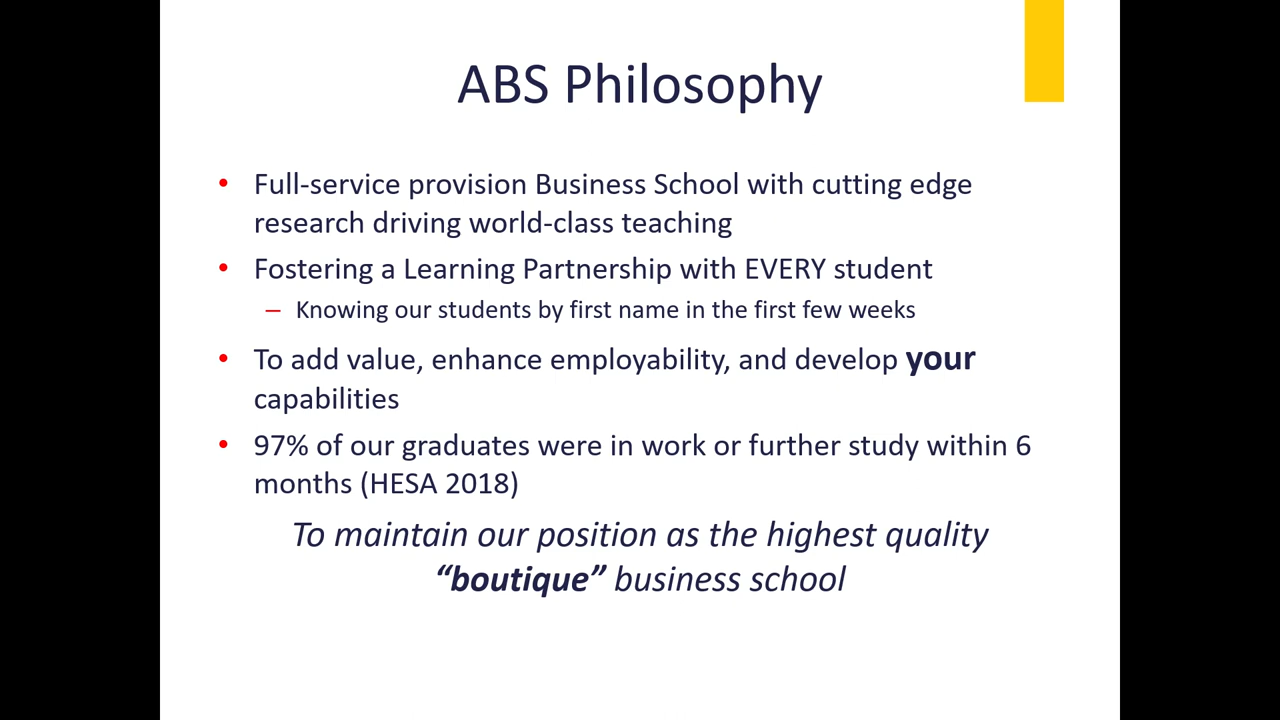 ABS Philosophy
• Full-service provision Business School with cutting edge
research driving world-class teaching
• Fostering a Learning Partnership with EVERY student
– Knowing our students by first name in the first few weeks
• To add value, enhance employability, and develop your
capabilities
• 97% of our graduates were in work or further study within 6
months (HESA 2018)
To maintain our position as the highest quality
“boutique” business school